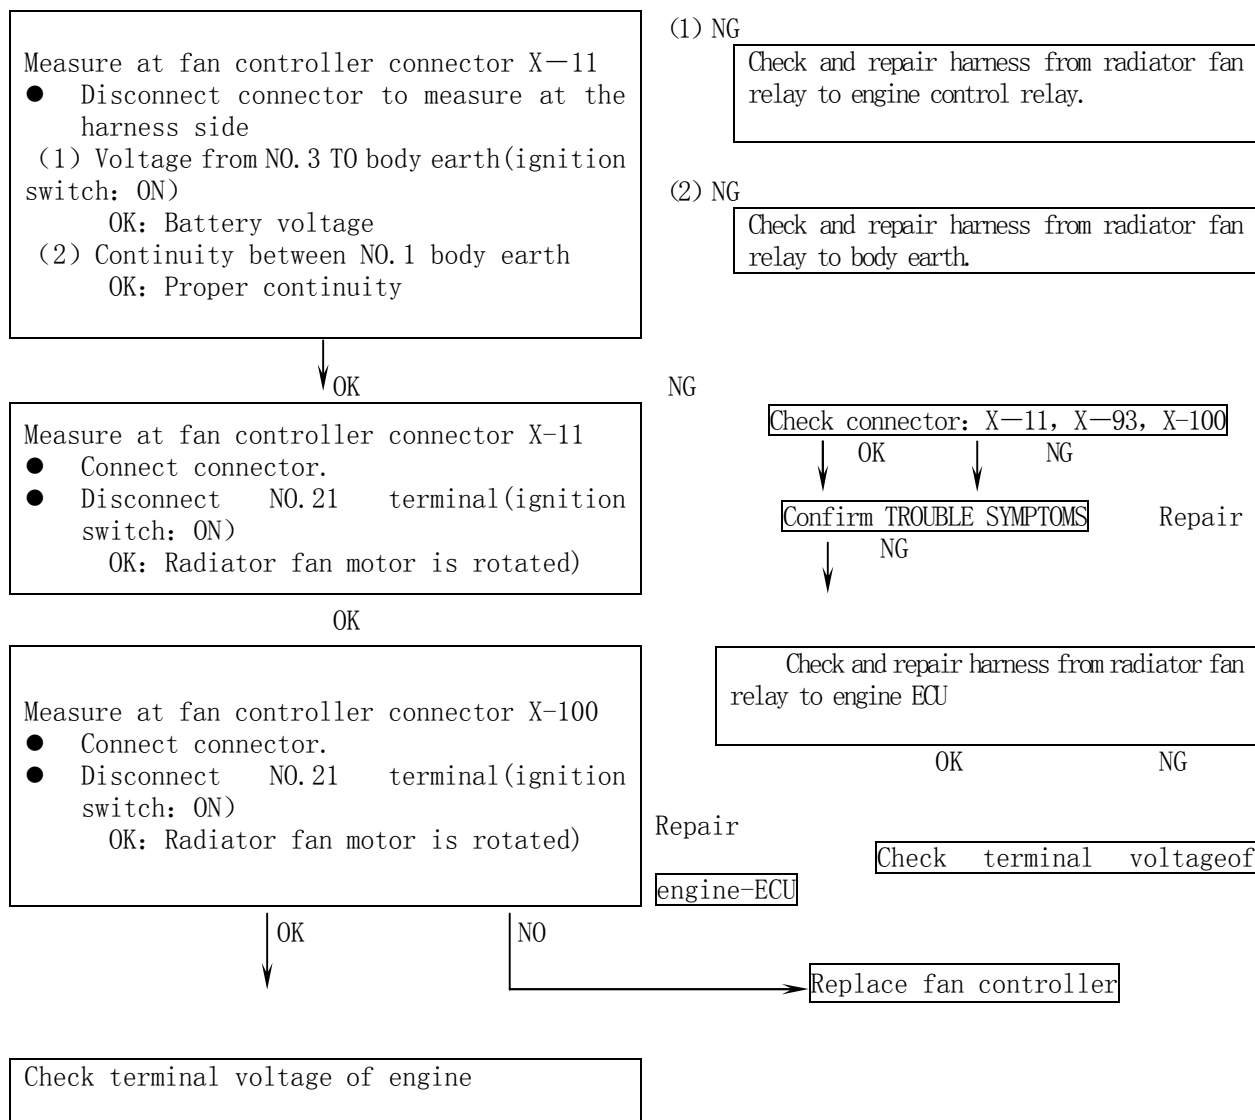 Measure at fan controller connector X－11
● Disconnect connector to measure at the
harness side
（1）Voltage from NO.3 TO body earth(ignition
switch：ON）
OK：Battery voltage
（2）Continuity between NO.1 body earth
OK：Proper continuity
（1）NG
Check and repair harness from radiator fan
relay to engine control relay.
（2）NG
Check and repair harness from radiator fan
relay to body earth.
OK
NG
Measure at fan controller connector X-11
● Connect connector.
● Disconnect NO.21 terminal(ignition
switch：ON）
OK：Radiator fan motor is rotated)
Check connector：X－11，X－93，X-100
OK NG
Confirm TROUBLE SYMPTOMS Repair
NG
OK
Measure at fan controller connector X-100
● Connect connector.
● Disconnect NO.21 terminal(ignition
switch：ON）
OK：Radiator fan motor is rotated)
Check and repair harness from radiator fan
relay to engine ECU
OK NG
Repair
Check terminal voltageof
engine-ECU
OK NO
Replace fan controller
Check terminal voltage of engine